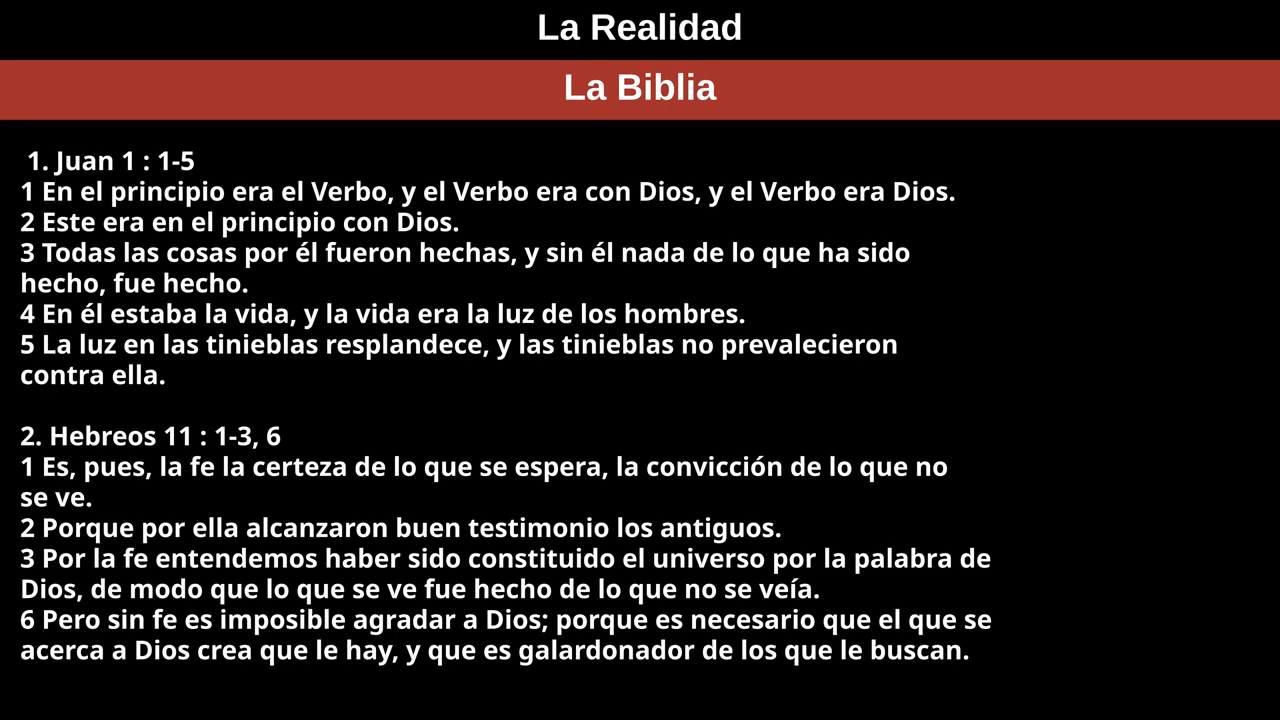 La Realidad
La Biblia
1. Juan 1 : 1-5
1 En el principio era el Verbo, y el Verbo era con Dios, y el Verbo era Dios.
2 Este era en el principio con Dios.
3 Todas las cosas por él fueron hechas, y sin él nada de lo que ha sido
hecho, fue hecho.
4 En él estaba la vida, y la vida era la luz de los hombres.
5 La luz en las tinieblas resplandece, y las tinieblas no prevalecieron
contra ella.
2. Hebreos 11 : 1-3, 6
1 Es, pues, la fe la certeza de lo que se espera, la convicción de lo que no
se ve.
2 Porque por ella alcanzaron buen testimonio los antiguos.
3 Por la fe entendemos haber sido constituido el universo por la palabra de
Dios, de modo que lo que se ve fue hecho de lo que no se veía.
6 Pero sin fe es imposible agradar a Dios; porque es necesario que el que se
acerca a Dios crea que le hay, y que es galardonador de los que le buscan.